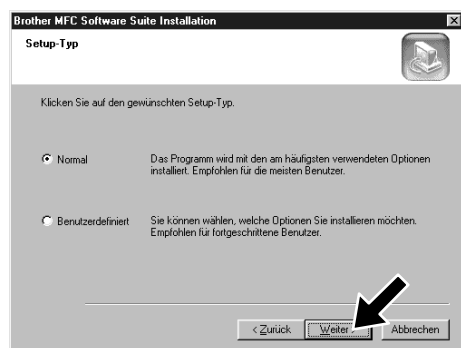 Brother MFC Software Suite Installation
Setup-Typ
Klicken Sie auf den gewünschten Setup-Typ.
Normal
Das Programm wird mit den am häufigsten verwendeten Optionen
installiert. Empfohlen für die meisten Benutzer.
Benutzerdefiniert
Sie können wählen, welche Optionen Sie installieren möchten.
Empfohlen für fortgeschrittene Benutzer.
< Zurück
Weiter
Abbrechen